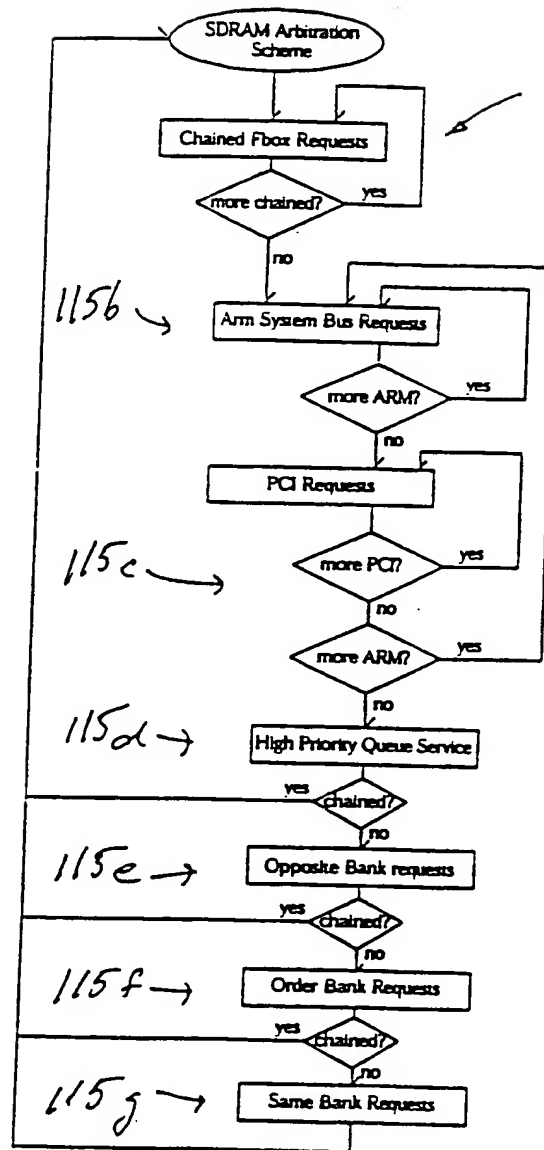 SDRAM Arbitration
Scheme
Chained Fbox Requests
more chained?
yes
no
115b
Arm System Bus Requests
more ARM?
yes
no
PCI Requests
115c
more PCI?
yes
no
more ARM?
yes
no
115d
High Priority Queue Service
yes
chained?
no
115e
Opposite Bank requests
yes
chained?
no
115f
Order Bank Requests
yes
chained?
no
115g
Same Bank Requests